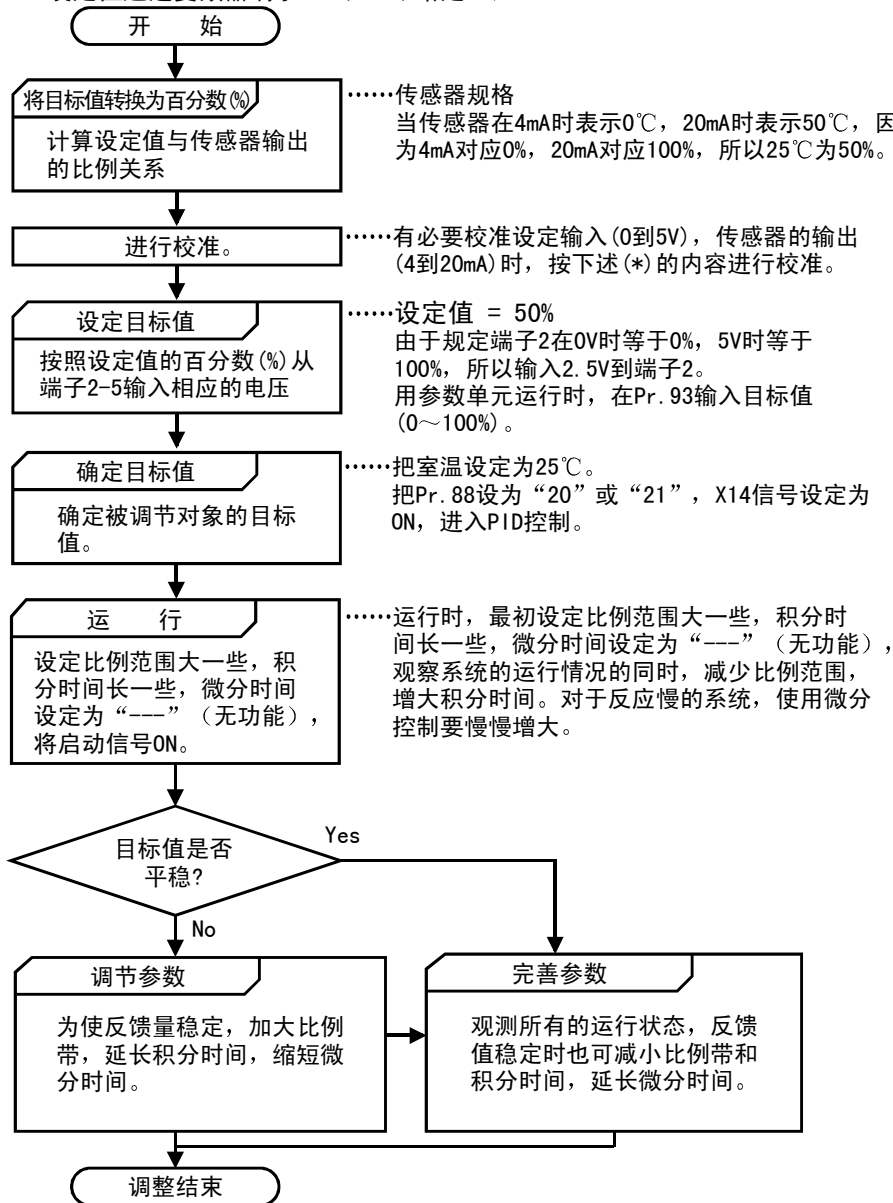 开 始
将目标值转换为百分数(%)
计算设定值与传感器输出
的比例关系
……传感器规格
当传感器在4mA时表示0℃，20mA时表示50℃，因
为4mA对应0%，20mA对应100%，所以25℃为50%。
进行校准。
……有必要校准设定输入(0到5V)，传感器的输出
(4到20mA)时，按下述(*)的内容进行校准。
设定目标值
按照设定值的百分数(%)从
端子2-5输入相应的电压
……设定值 = 50%
由于规定端子2在0V时等于0%，5V时等于
100%，所以输入2.5V到端子2。
用参数单元运行时，在Pr.93输入目标值
(0～100%)。
确定目标值
确定被调节对象的目标
值。
……把室温设定为25℃。
把Pr.88设为“20”或“21”，X14信号设定为
ON，进入PID控制。
运 行
设定比例范围大一些，积
分时间长一些，微分时间
设定为“---”（无功能），
将启动信号ON。
……运行时，最初设定比例范围大一些，积分时
间长一些，微分时间设定为“---”（无功能），
观察系统的运行情况的同时，减少比例范围，
增大积分时间。对于反应慢的系统，使用微分
控制要慢慢增大。
目标值是否
平稳?
Yes
No
调节参数
为使反馈量稳定，加大比例
带，延长积分时间，缩短微
分时间。
完善参数
观测所有的运行状态，反馈
值稳定时也可减小比例带和
积分时间，延长微分时间。
调整结束